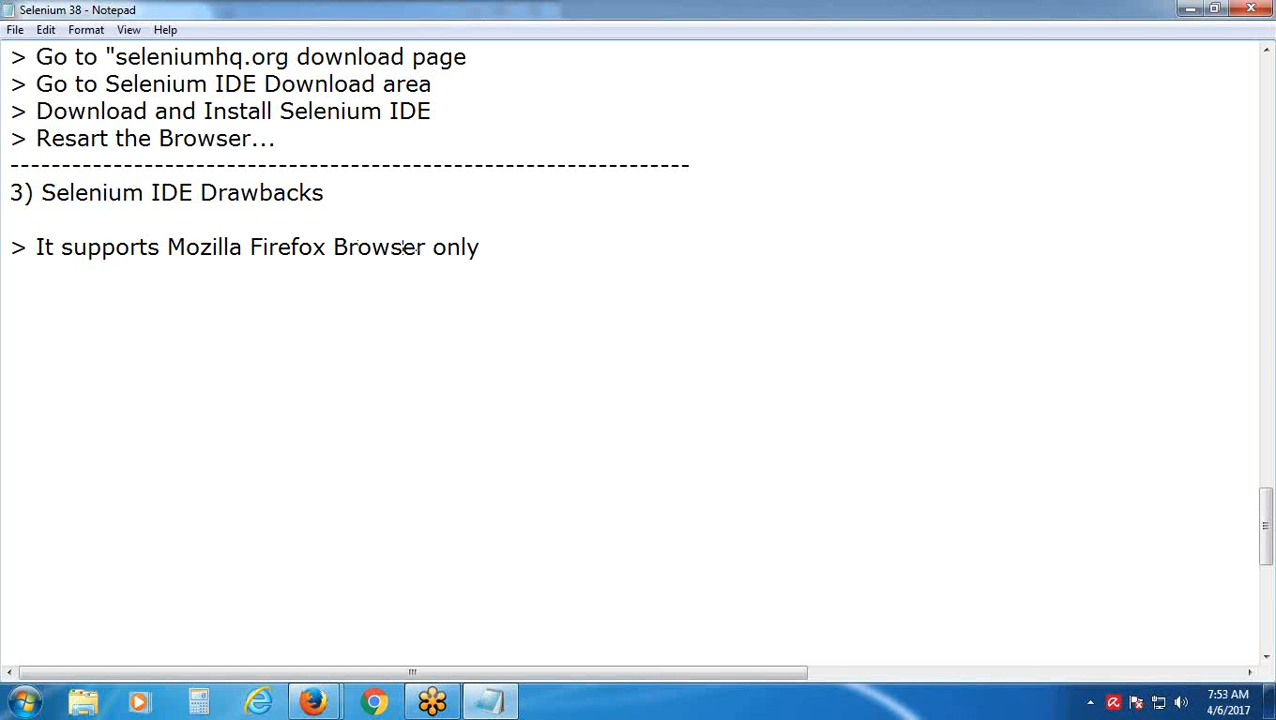 Selenium 38 - Notepad
File Edit Format View Help
> Go to "seleniumhq.org download page
> Go to Selenium IDE Download area
> Download and Install Selenium IDE
> Resart the Browser...
-----------------------------------------------------------------
3) Selenium IDE Drawbacks
> It supports Mozilla Firefox Browser only
7:53 AM
4/6/2017